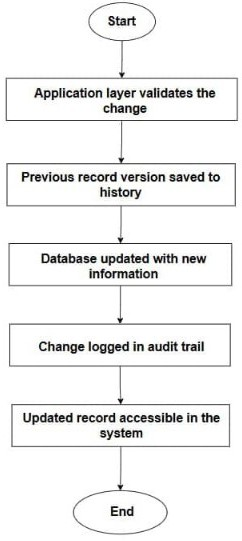 Start
Application layer validates the
change
Previous record version saved to
history
Database updated with new
information
Change logged in audit trail
Updated record accessible in the
system
End